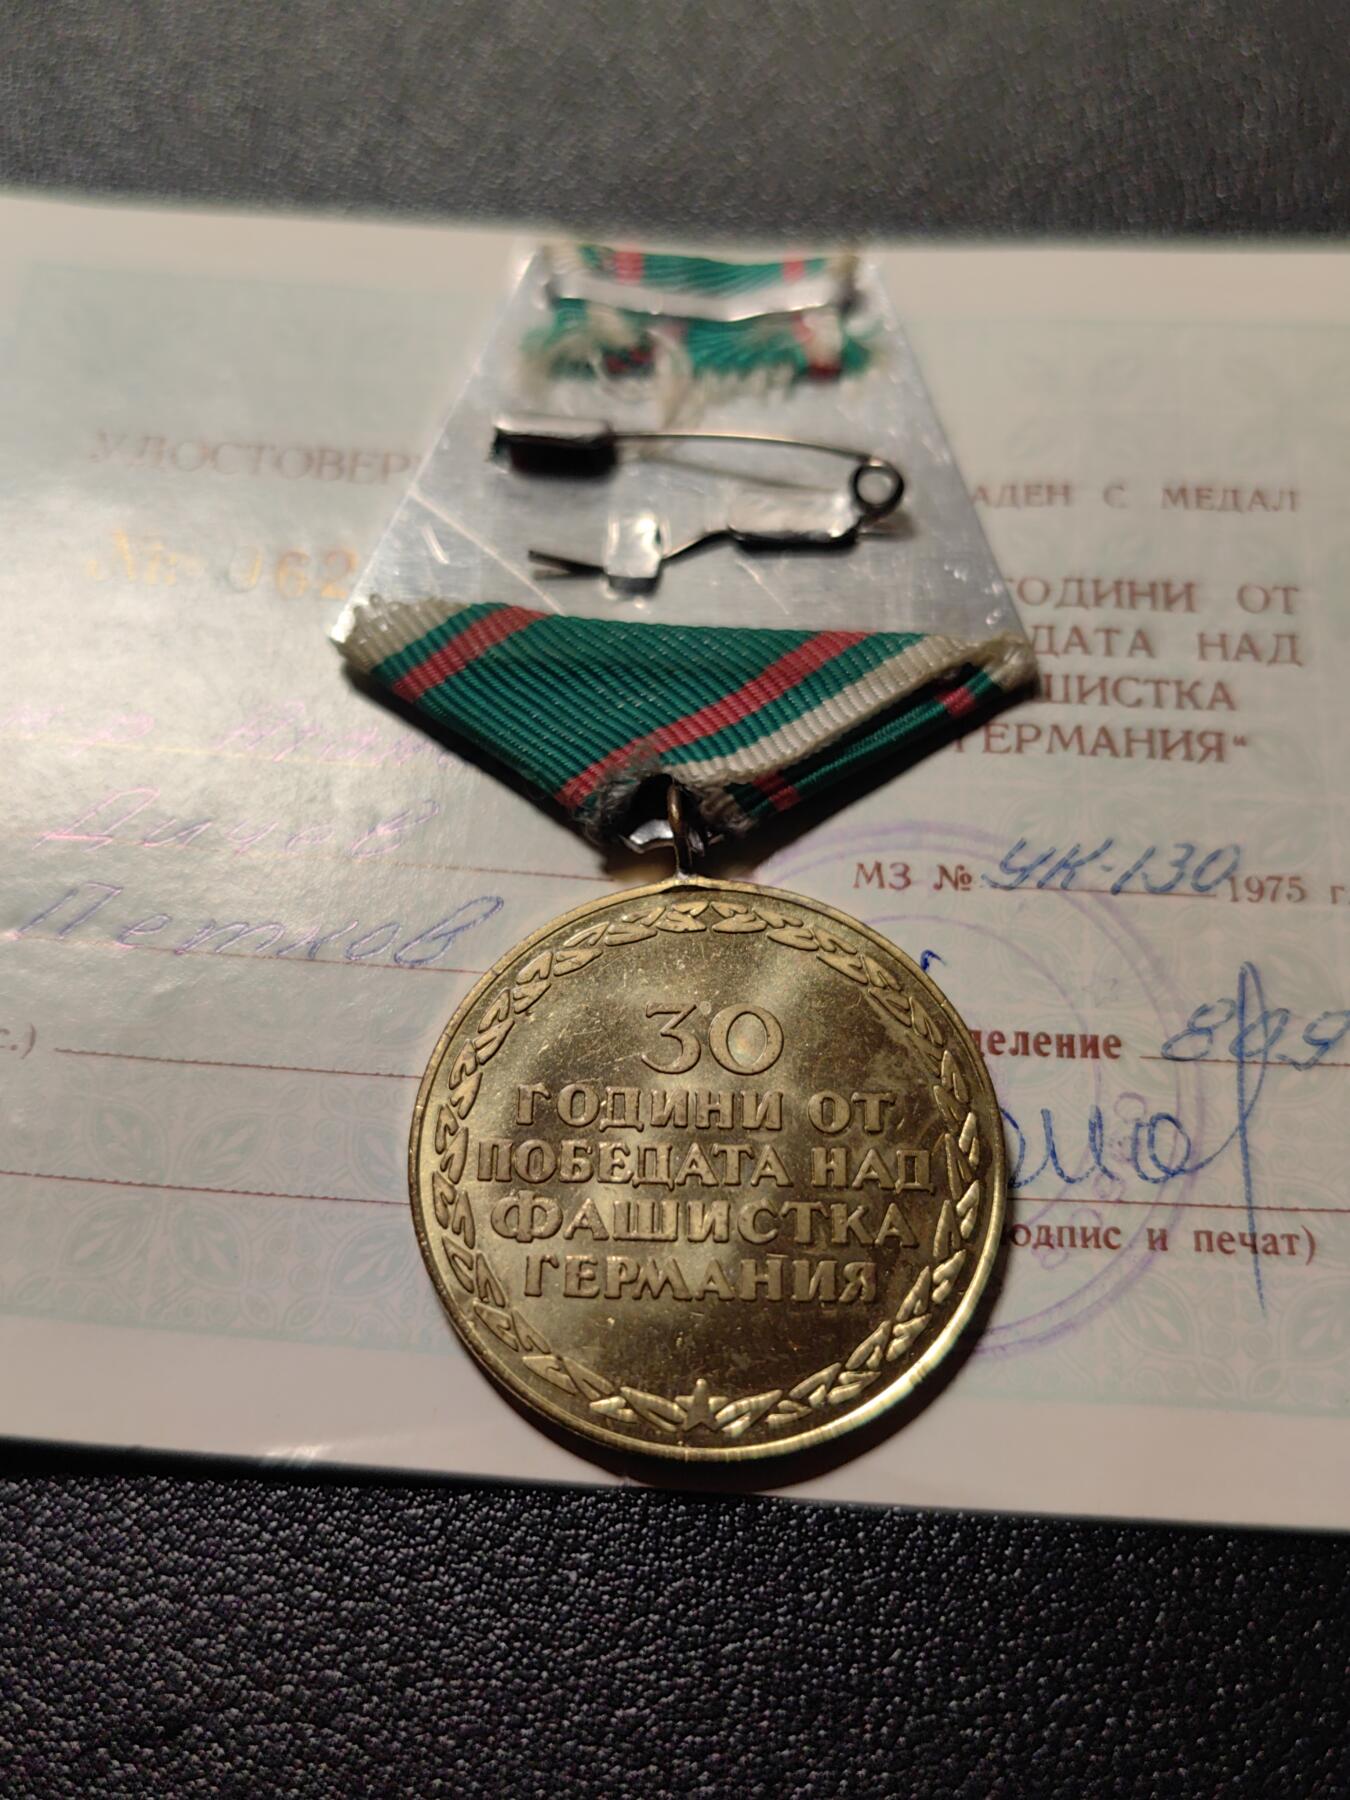 УДОСТОВЕР
№ 062
Дичов
Петков
с.)
АДЕН С МЕДАЛ
ГОДИНИ ОТ
ДАТА НАД
ШИСТКА
ГЕРМАНИЯ“
МЗ № УК-130 1975 г.
деление
одпис и печат)
30
ГОДИНИ ОТ
ПОБЕДАТА НАД
ФАШИСТКА
ГЕРМАНИЯ